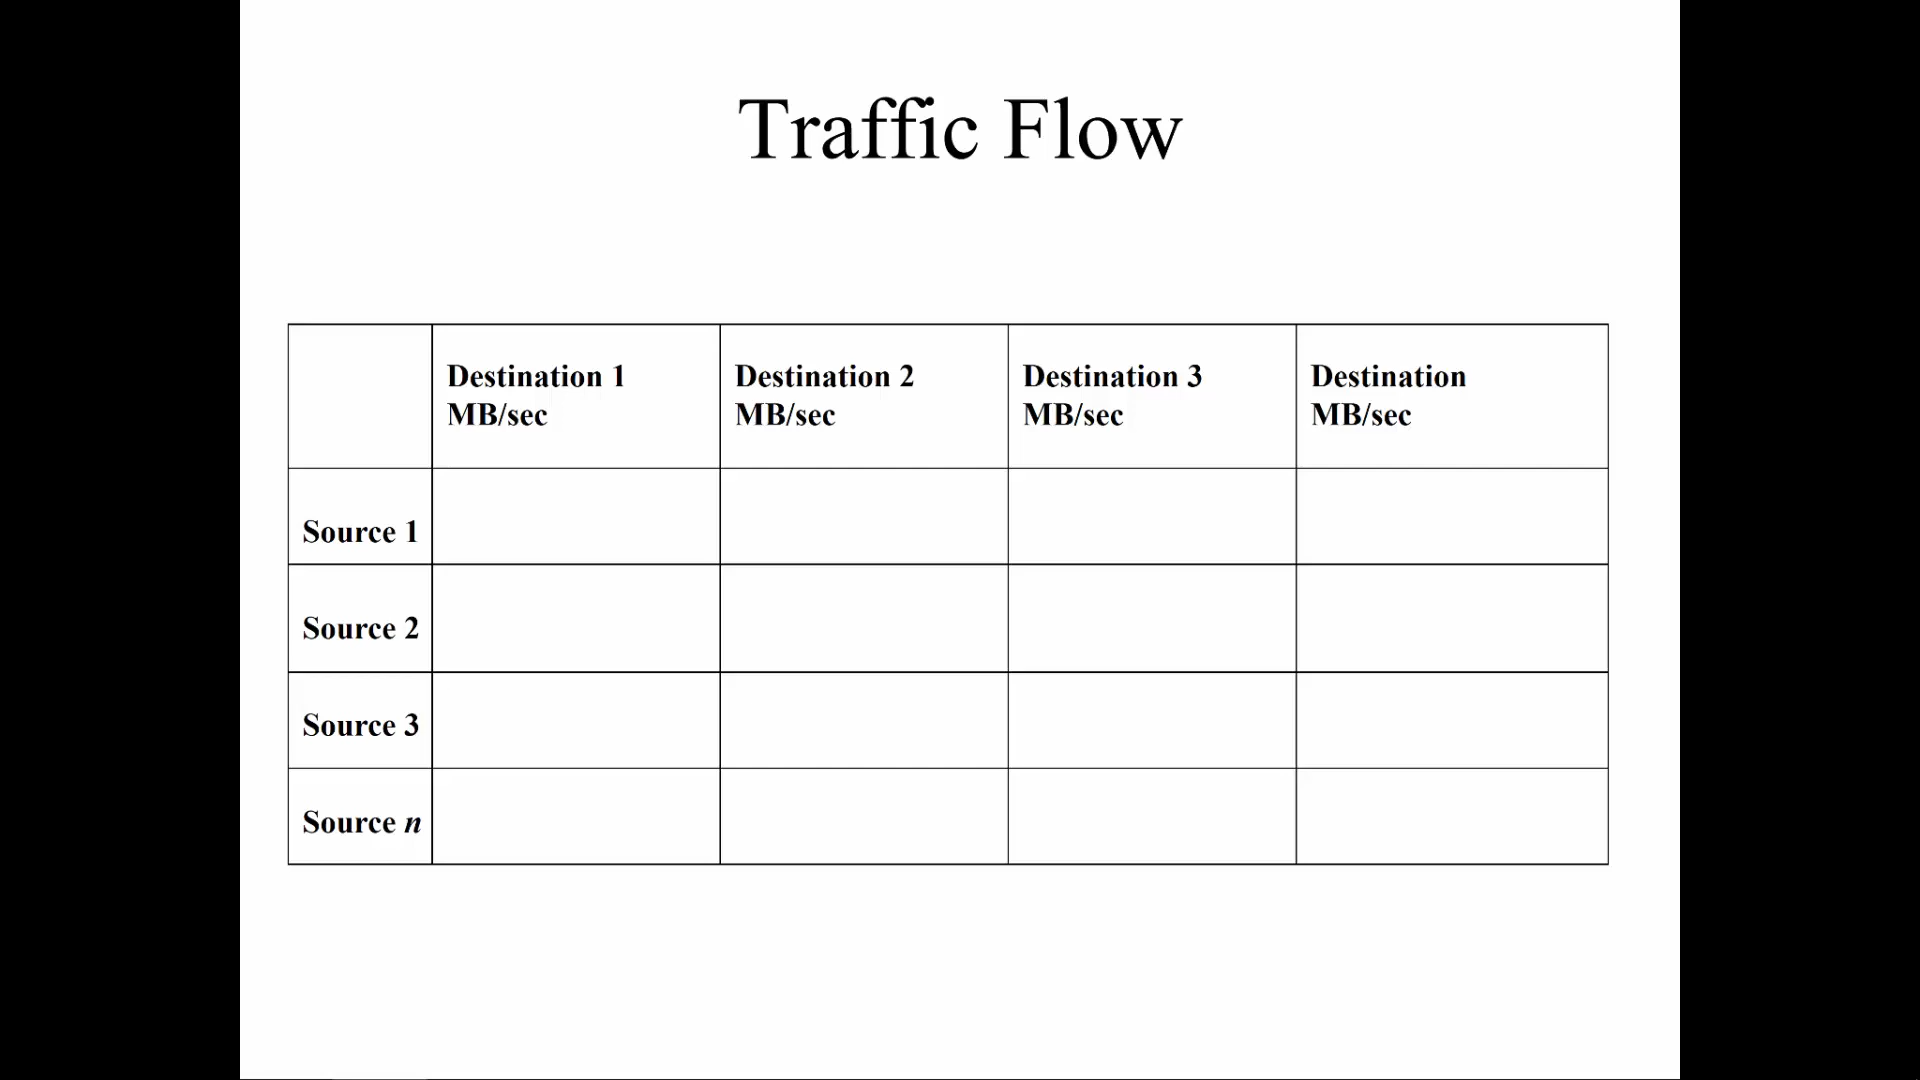 Traffic Flow
Destination 1
MB/sec
Destination 2
MB/sec
Destination 3
MB/sec
Destination
MB/sec
Source 1
Source 2
Source 3
Source n